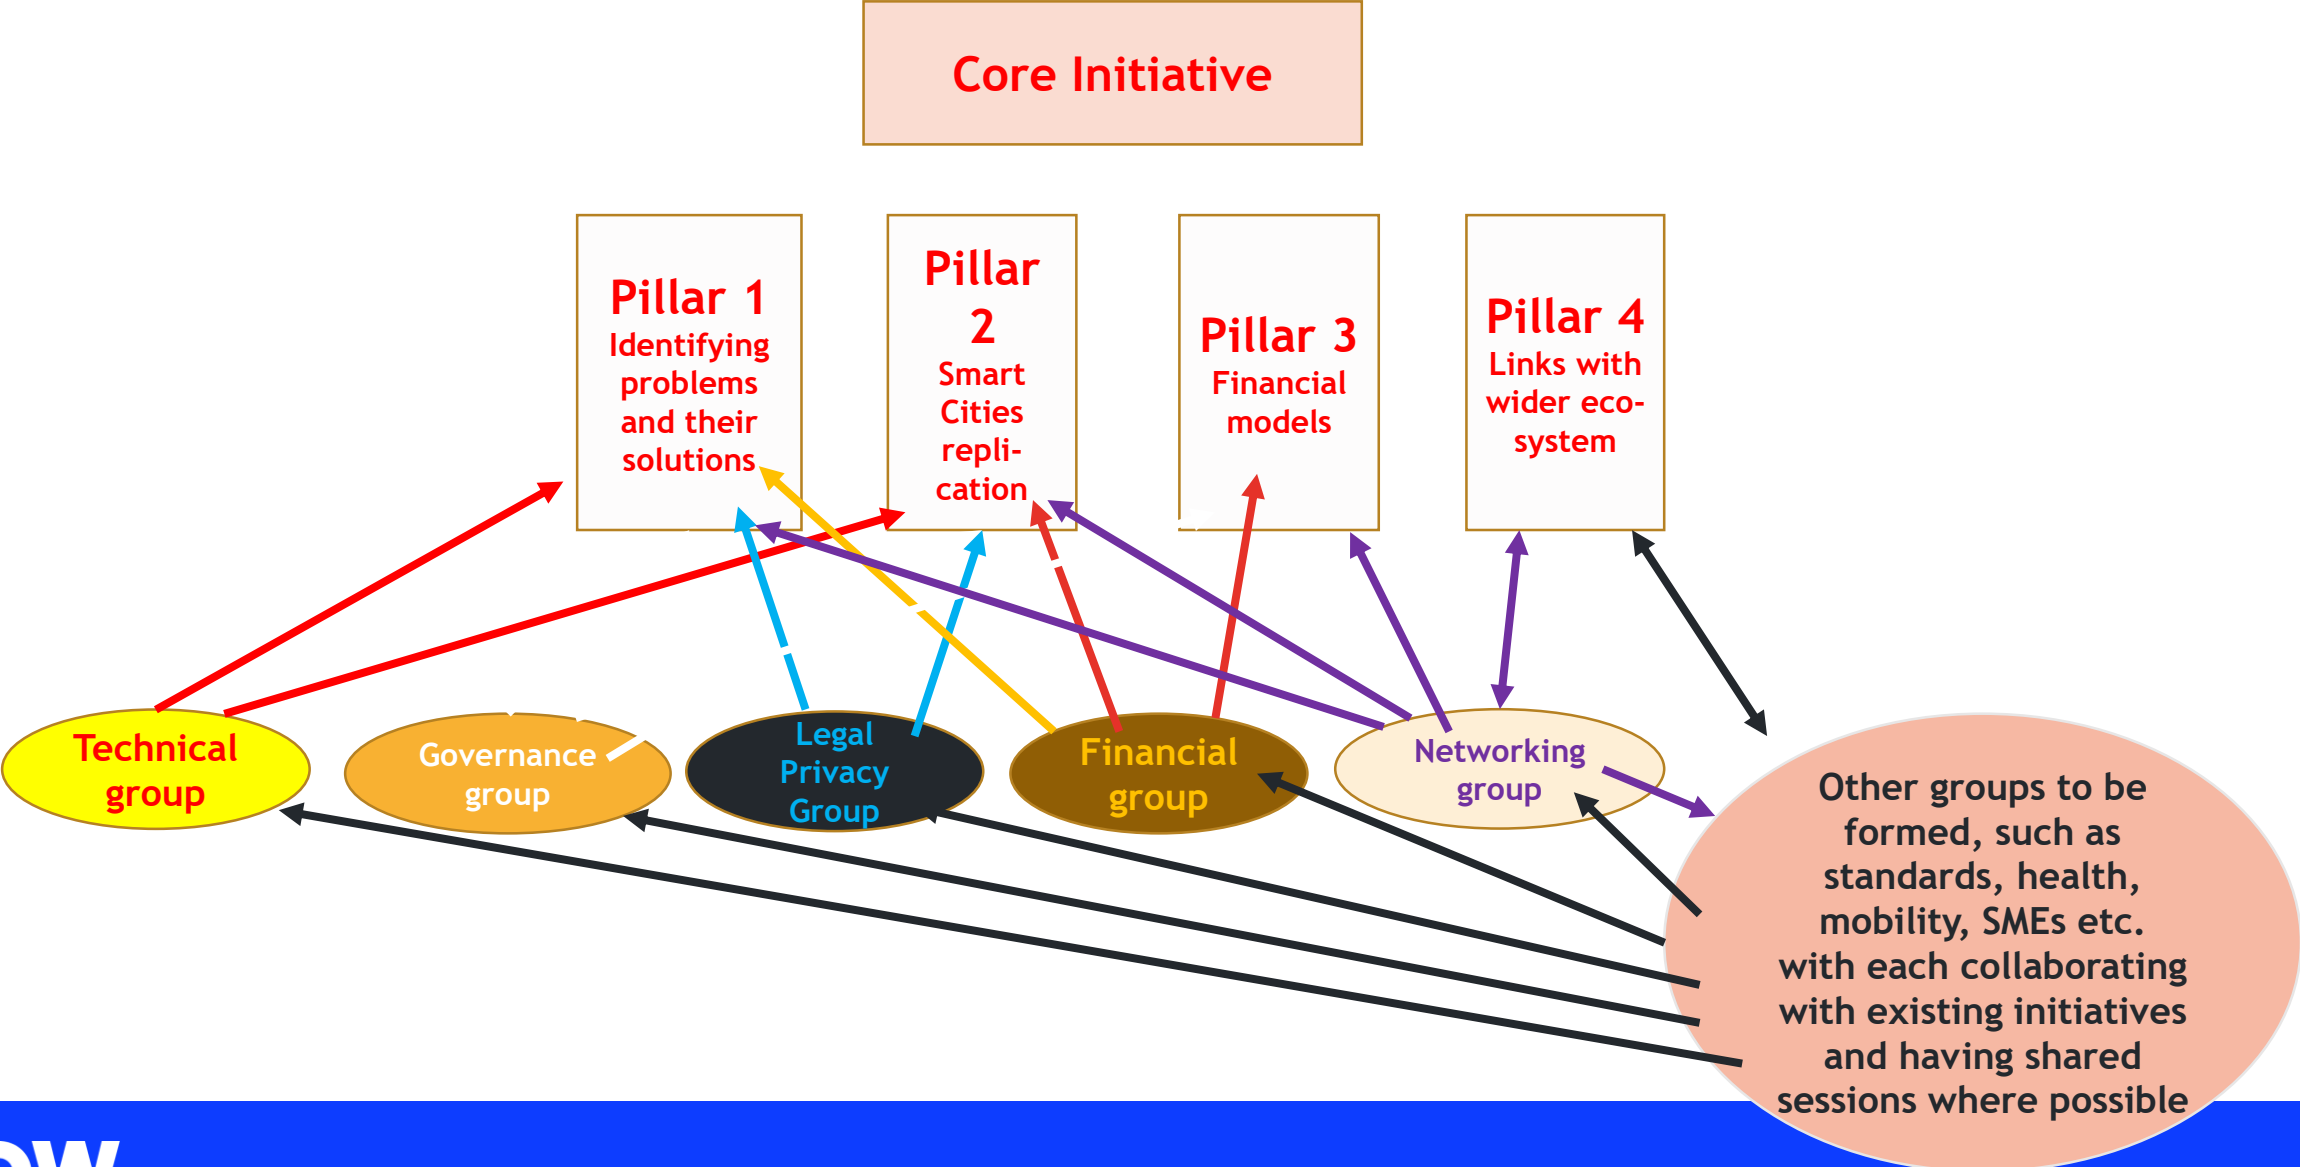 Core Initiative
Pillar 1
Identifying
problems
and their
solutions
Pillar
2
Smart
Cities
repli-
cation
Pillar 3
Financial
models
Pillar 4
Links with
wider eco-
system
Technical
group
Governance
group
Legal
Privacy
Group
Financial
group
Networking
group
Other groups to be
formed, such as
standards, health,
mobility, SMEs etc.
with each collaborating
with existing initiatives
and having shared
sessions where possible